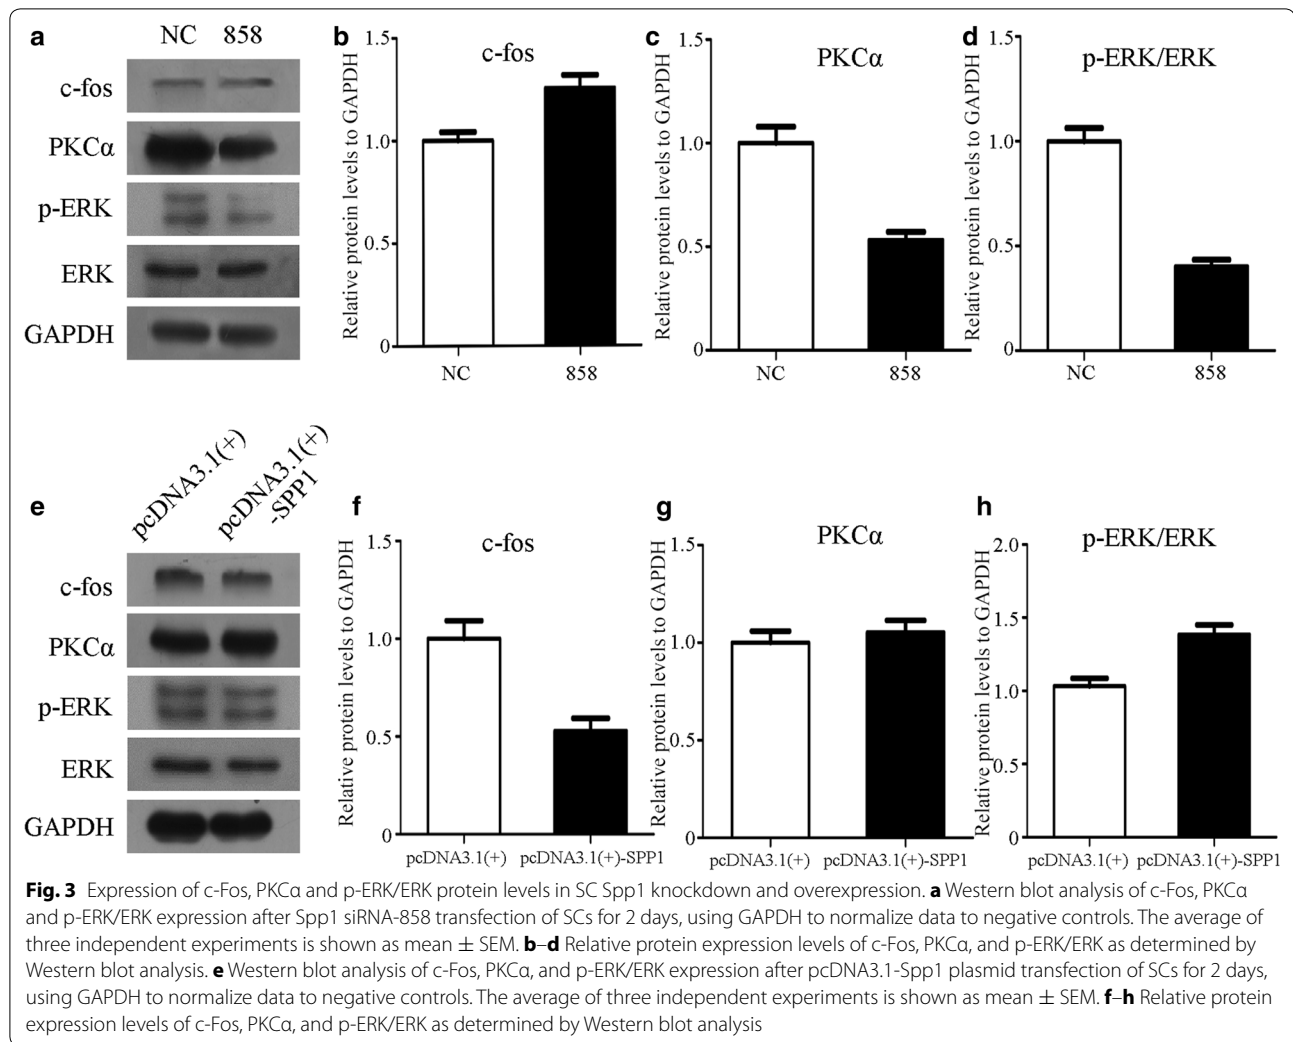 a
NC 858
c-fos
PKCα
p-ERK
ERK
GAPDH
b
c-fos
Relative protein levels to GAPDH
1.5
1.0
0.5
0
NC 858
c
PKCα
Relative protein levels to GAPDH
1.5
1.0
0.5
0
NC 858
d
p-ERK/ERK
Relative protein levels to GAPDH
1.5
1.0
0.5
0
NC 858
e
pcDNA3.1(+)
pcDNA3.1(+)
-SPP1
c-fos
PKCα
p-ERK
ERK
GAPDH
f
c-fos
Relative protein levels to GAPDH
1.5
1.0
0.5
0
pcDNA3.1(+) pcDNA3.1(+)-SPP1
g
PKCα
Relative protein levels to GAPDH
1.5
1.0
0.5
0
pcDNA3.1(+) pcDNA3.1(+)-SPP1
h
p-ERK/ERK
Relative protein levels to GAPDH
2.0
1.5
1.0
0.5
0
pcDNA3.1(+) pcDNA3.1(+)-SPP1
Fig. 3 Expression of c-Fos, PKCα and p-ERK/ERK protein levels in SC Spp1 knockdown and overexpression. a Western blot analysis of c-Fos, PKCα
and p-ERK/ERK expression after Spp1 siRNA-858 transfection of SCs for 2 days, using GAPDH to normalize data to negative controls. The average of
three independent experiments is shown as mean ± SEM. b–d Relative protein expression levels of c-Fos, PKCα, and p-ERK/ERK as determined by
Western blot analysis. e Western blot analysis of c-Fos, PKCα, and p-ERK/ERK expression after pcDNA3.1-Spp1 plasmid transfection of SCs for 2 days,
using GAPDH to normalize data to negative controls. The average of three independent experiments is shown as mean ± SEM. f–h Relative protein
expression levels of c-Fos, PKCα, and p-ERK/ERK as determined by Western blot analysis